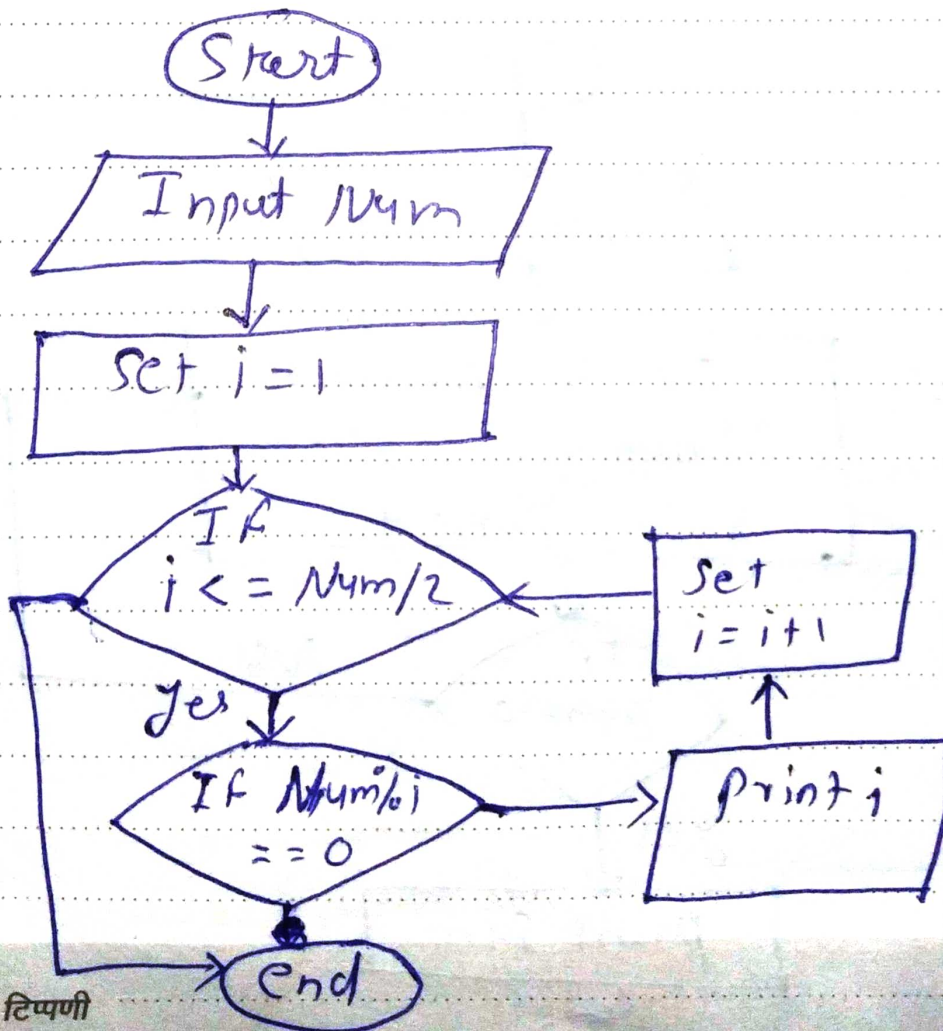 Start
Input Num
Set i = 1
If
i <= Num/2
Set
i = i + 1
Yes
If Num%i
== 0
Print i
end
टिप्पणी